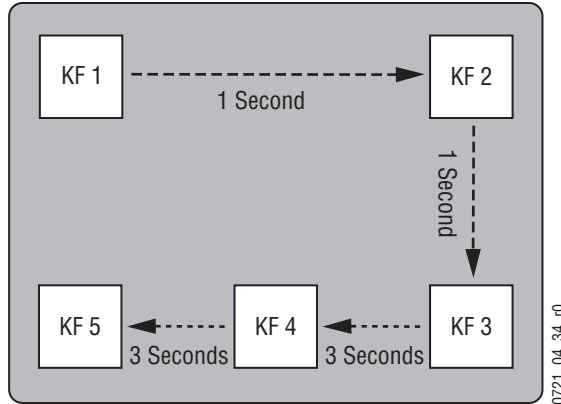 KF 1
1 Second
KF 2
1 Second
KF 3
3 Seconds
KF 4
3 Seconds
KF 5
0721_04_34_r0